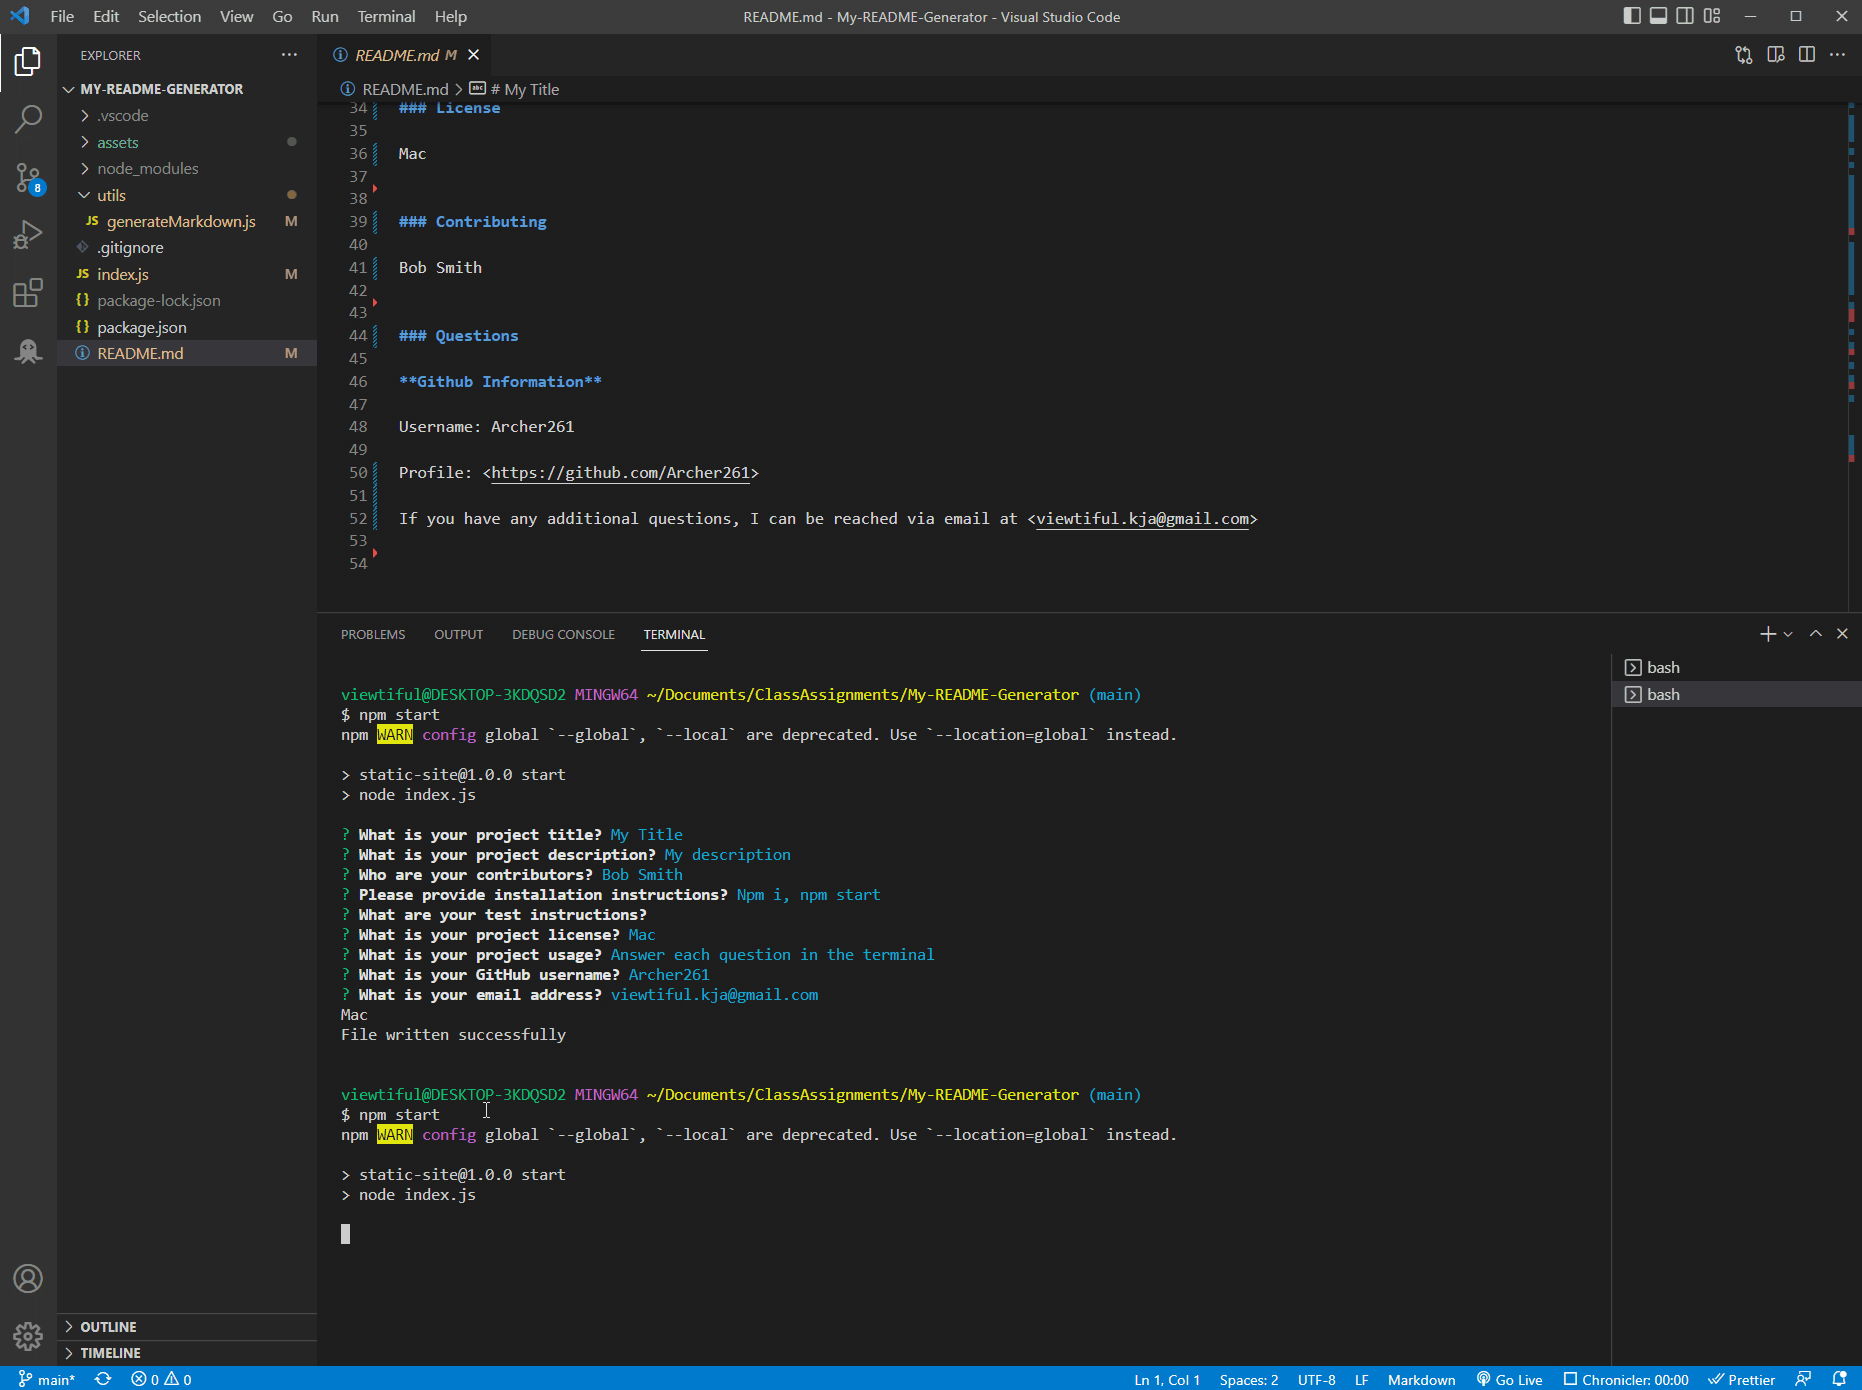 File Edit Selection View Go Run Terminal Help
README.md - My-README-Generator - Visual Studio Code
EXPLORER
MY-README-GENERATOR
.vscode
assets
node_modules
utils
JS generateMarkdown.js M
.gitignore
JS index.js M
{} package-lock.json
{} package.json
README.md M
OUTLINE
TIMELINE
8
README.md M
README.md > # My Title
34 ### License
35
36 Mac
37
38
39 ### Contributing
40
41 Bob Smith
42
43
44 ### Questions
45
46 **Github Information**
47
48 Username: Archer261
49
50 Profile: <https://github.com/Archer261>
51
52 If you have any additional questions, I can be reached via email at <viewtiful.kja@gmail.com>
53
54
PROBLEMS OUTPUT DEBUG CONSOLE TERMINAL
bash
bash
viewtiful@DESKTOP-3KDQSD2 MINGW64 ~/Documents/ClassAssignments/My-README-Generator (main)
$ npm start
npm WARN config global `--global`, `--local` are deprecated. Use `--location=global` instead.
> static-site@1.0.0 start
> node index.js
? What is your project title? My Title
? What is your project description? My description
? Who are your contributors? Bob Smith
? Please provide installation instructions? Npm i, npm start
? What are your test instructions?
? What is your project license? Mac
? What is your project usage? Answer each question in the terminal
? What is your GitHub username? Archer261
? What is your email address? viewtiful.kja@gmail.com
Mac
File written successfully
viewtiful@DESKTOP-3KDQSD2 MINGW64 ~/Documents/ClassAssignments/My-README-Generator (main)
$ npm start
npm WARN config global `--global`, `--local` are deprecated. Use `--location=global` instead.
> static-site@1.0.0 start
> node index.js
main* 0 0 Ln 1, Col 1 Spaces: 2 UTF-8 LF Markdown Go Live Chronicler: 00:00 Prettier